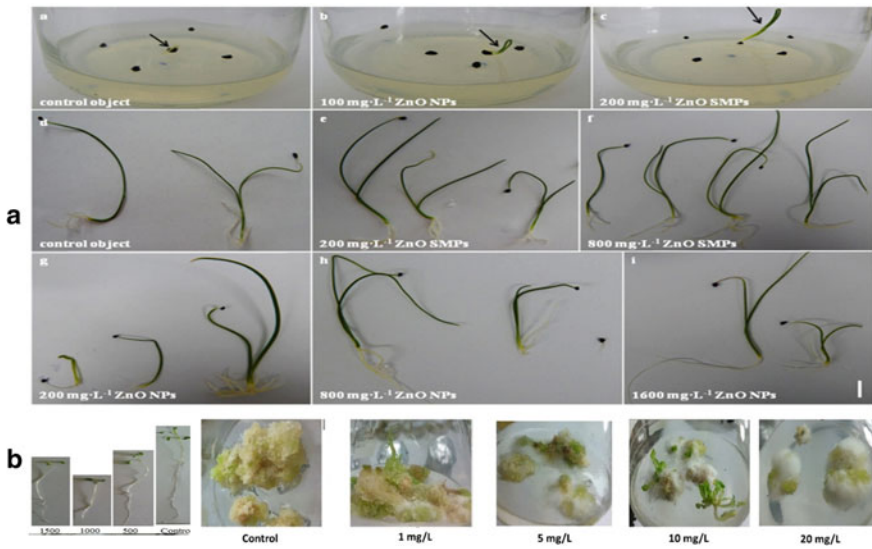 a
a
control object
b
100 mg·L⁻¹ ZnO NPs
c
200 mg·L⁻¹ ZnO SMPs
d
control object
e
200 mg·L⁻¹ ZnO SMPs
f
800 mg·L⁻¹ ZnO SMPs
g
200 mg·L⁻¹ ZnO NPs
h
800 mg·L⁻¹ ZnO NPs
i
1600 mg·L⁻¹ ZnO NPs
b
1500 1000 500 Contro
Control 1 mg/L 5 mg/L 10 mg/L 20 mg/L